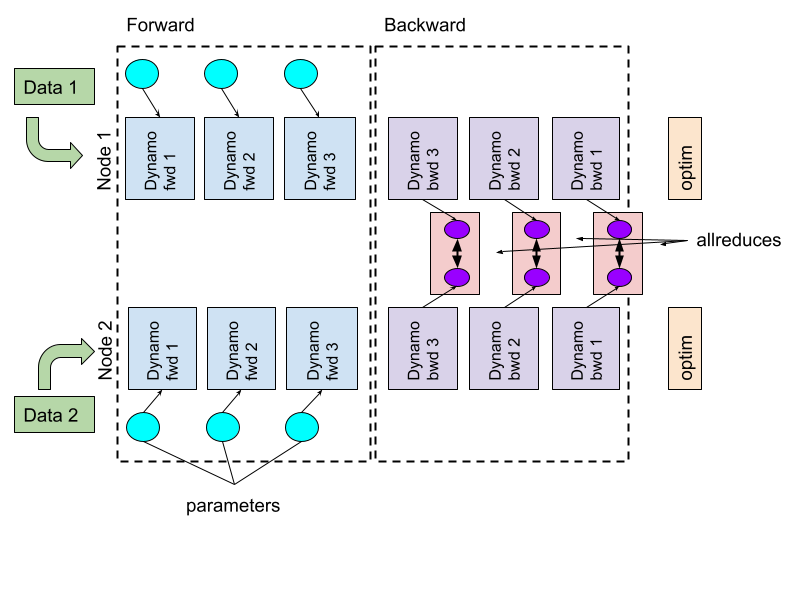 Forward
Backward
Data 1
Node 1
Dynamo
fwd 1
Dynamo
fwd 2
Dynamo
fwd 3
Dynamo
bwd 3
Dynamo
bwd 2
Dynamo
bwd 1
optim
allreduces
Node 2
Dynamo
fwd 1
Dynamo
fwd 2
Dynamo
fwd 3
Dynamo
bwd 3
Dynamo
bwd 2
Dynamo
bwd 1
optim
Data 2
parameters